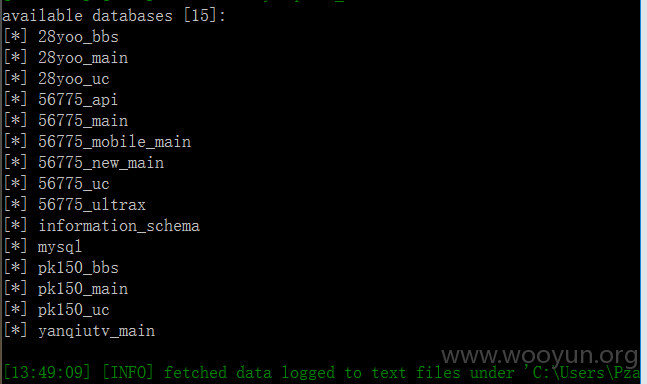 available databases [15]:
[*] 28yoo_bbs
[*] 28yoo_main
[*] 28yoo_uc
[*] 56775_api
[*] 56775_main
[*] 56775_mobile_main
[*] 56775_new_main
[*] 56775_uc
[*] 56775_ultrax
[*] information_schema
[*] mysql
[*] pk150_bbs
[*] pk150_main
[*] pk150_uc
[*] yanqiutv_main
www.wooyun.org
[13:49:09] [INFO] fetched data logged to text files under 'C:\Users\Pza